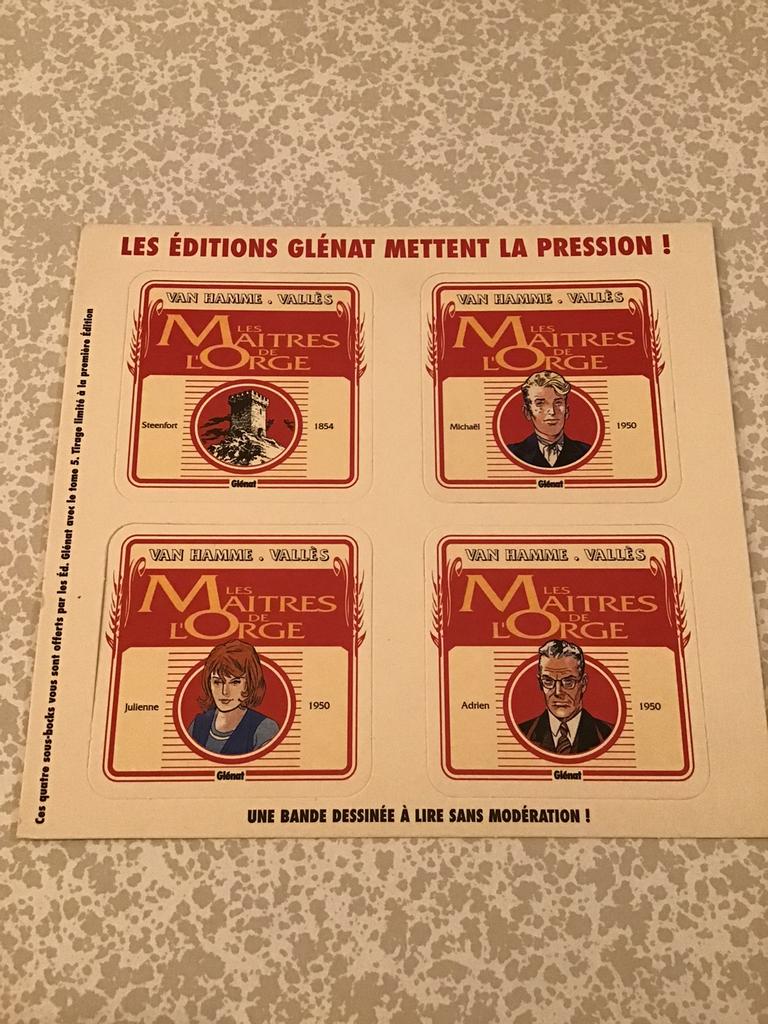 LES ÉDITIONS GLÉNAT METTENT LA PRESSION !
Ces quatre sous-bocks vous sont offerts par les Éd. Glénat avec le tome 5. Tirage limité à la première Édition
VAN HAMME . VALLÈS
LES
MAITRES
DE
L'ORGE
Steenfort
1854
Glénat
VAN HAMME . VALLÈS
LES
MAITRES
DE
L'ORGE
Michaël
1950
Glénat
VAN HAMME . VALLÈS
LES
MAITRES
DE
L'ORGE
Julienne
1950
Glénat
VAN HAMME . VALLÈS
LES
MAITRES
DE
L'ORGE
Adrien
1950
Glénat
UNE BANDE DESSINÉE À LIRE SANS MODÉRATION !